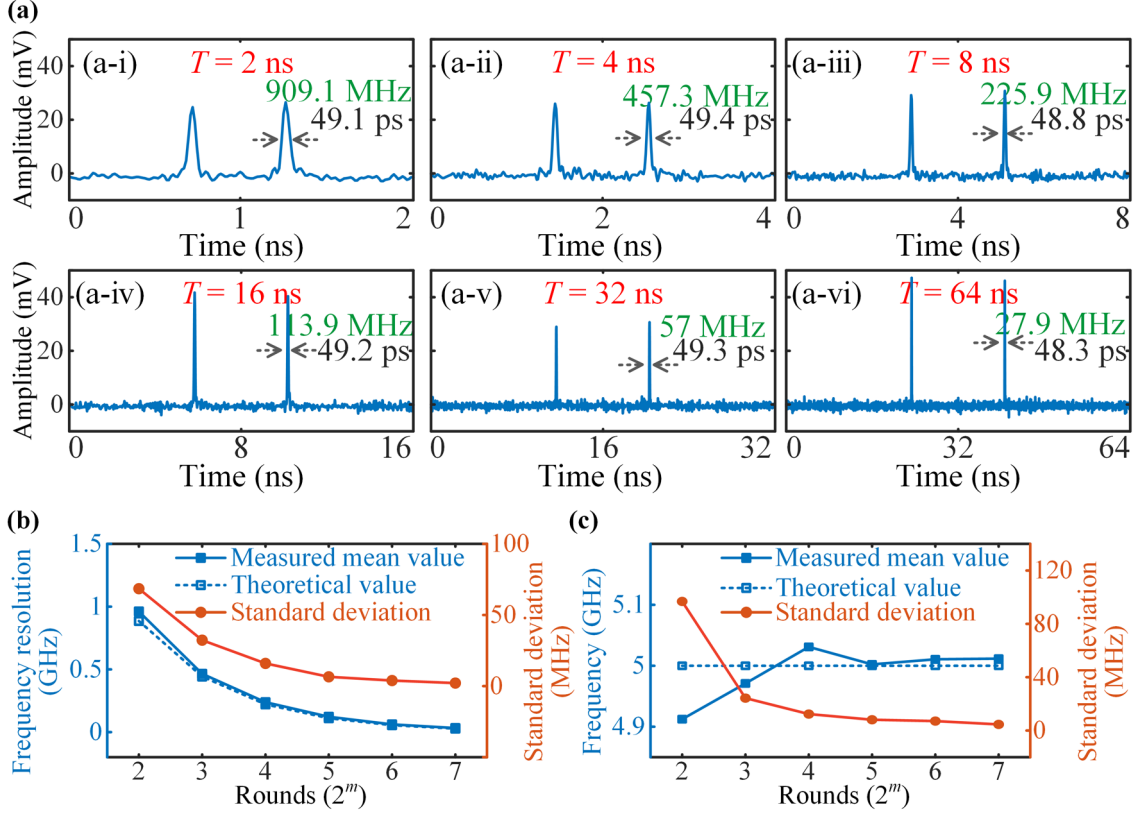 (a)
Amplitude (mV)
40
20
0
(a-i)
T = 2 ns
909.1 MHz
49.1 ps
0
1
2
Time (ns)
(a-ii)
T = 4 ns
457.3 MHz
49.4 ps
0
2
4
Time (ns)
(a-iii)
T = 8 ns
225.9 MHz
48.8 ps
0
4
8
Time (ns)
Amplitude (mV)
40
20
0
(a-iv)
T = 16 ns
113.9 MHz
49.2 ps
0
8
16
Time (ns)
(a-v)
T = 32 ns
57 MHz
49.3 ps
0
16
32
Time (ns)
(a-vi)
T = 64 ns
27.9 MHz
48.3 ps
0
32
64
Time (ns)
(b)
Frequency resolution
(GHz)
1.5
1
0.5
0
Measured mean value
Theoretical value
Standard deviation
100
50
0
Standard deviation
(MHz)
2
3
4
5
6
7
Rounds (2^m)
(c)
Frequency (GHz)
5.1
5
4.9
Measured mean value
Theoretical value
Standard deviation
120
80
40
0
Standard deviation
(MHz)
2
3
4
5
6
7
Rounds (2^m)